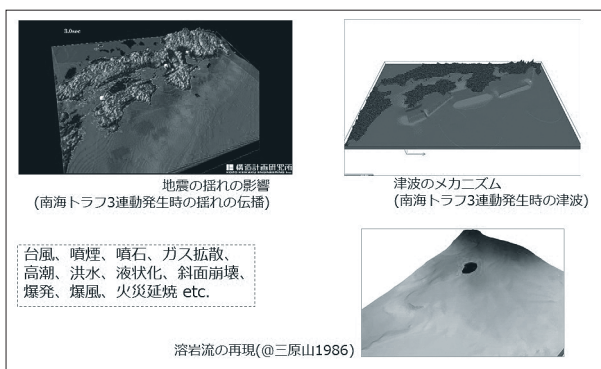 3.0sec
構造計画研究所
地震の揺れの影響
(南海トラフ3連動発生時の揺れの伝播)
津波のメカニズム
(南海トラフ3連動発生時の津波)
台風、噴煙、噴石、ガス拡散、
高潮、洪水、液状化、斜面崩壊、
爆発、爆風、火災延焼 etc.
溶岩流の再現(@三原山1986)